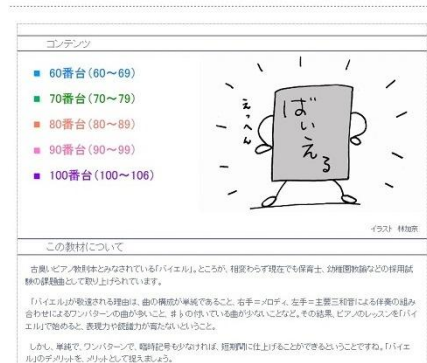 コンテンツ
■ 60番台(60～69)
■ 70番台(70～79)
■ 80番台(80～89)
■ 90番台(90～99)
■ 100番台(100～106)
えっへん
ばいえる
イラスト 林加奈
この教材について
古臭いピアノ教則本とみなされている「バイエル」。ところが、相変わらず現在でも保育士、幼稚園教諭などの採用試
験の課題曲として取り上げられています。
「バイエル」が敬遠される理由は、曲の構成が単純であること、右手=メロディ、左手=主要三和音による伴奏の組み
合わせによるワンパターンの曲が多いこと、♯♭の付いている曲が少ないことなど。その結果、ピアノのレッスンを「バイ
エル」で始めると、表現力や読譜力が育たないということ。
しかし、単純で、ワンパターンで、臨時記号も少なければ、短期間に仕上げることができるということですね。「バイエ
ル」のデメリットを、メリットとして捉えましょう。